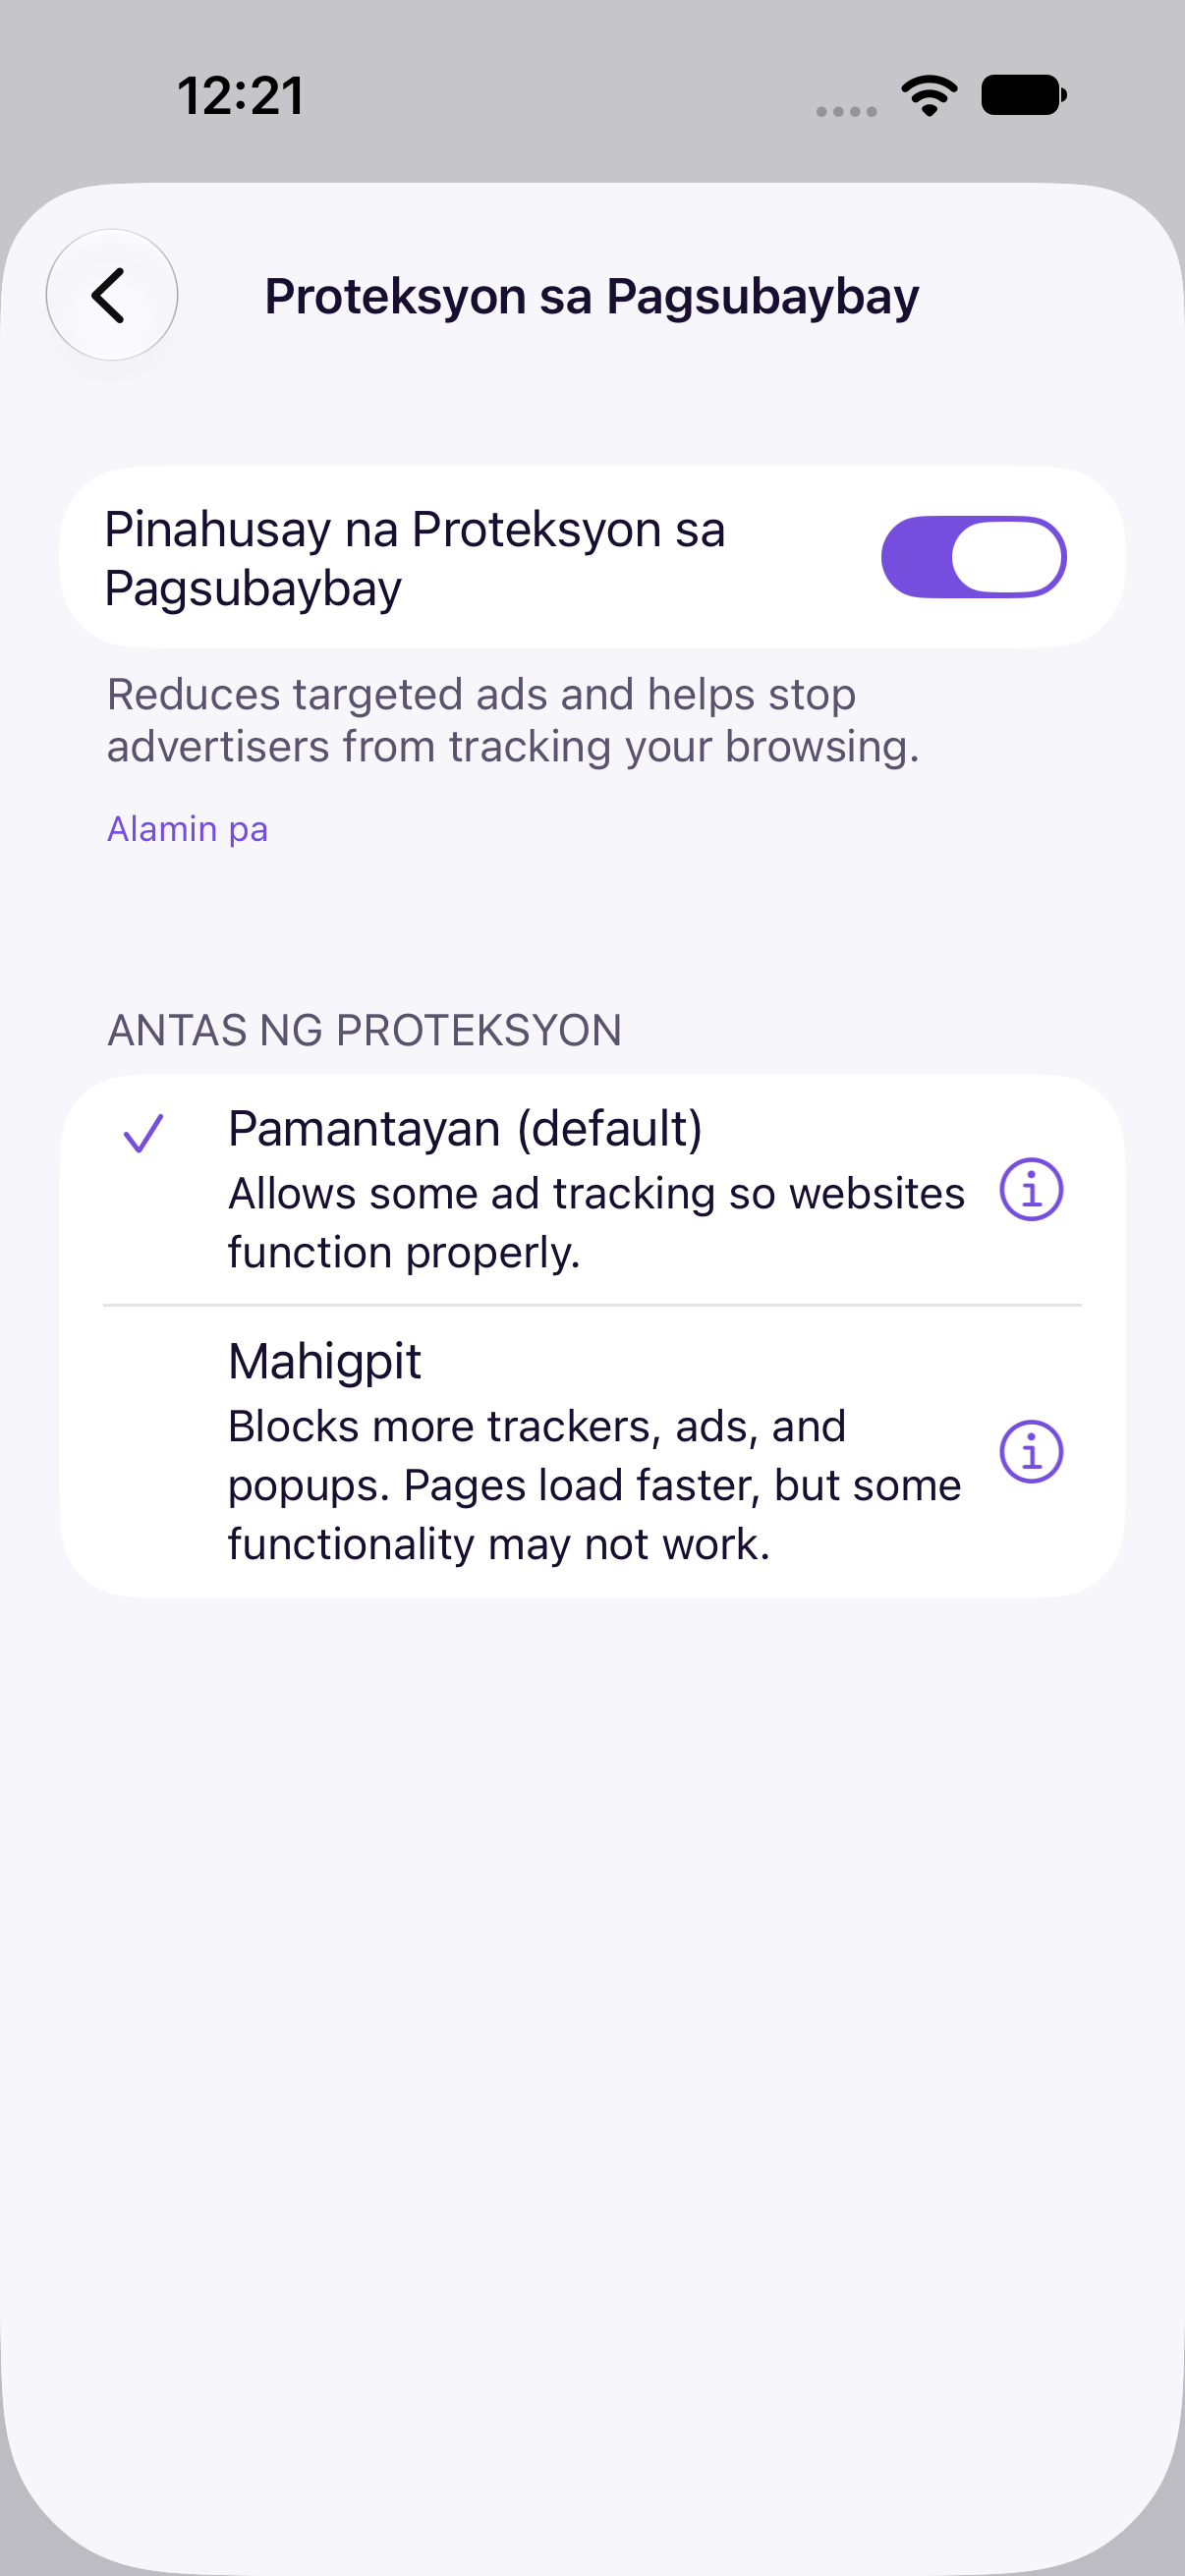 12:21
Proteksyon sa Pagsubaybay
Pinahusay na Proteksyon sa
Pagsubaybay
Reduces targeted ads and helps stop
advertisers from tracking your browsing.
Alamin pa
ANTAS NG PROTEKSYON
Pamantayan (default)
Allows some ad tracking so websites
function properly.
Mahigpit
Blocks more trackers, ads, and
popups. Pages load faster, but some
functionality may not work.